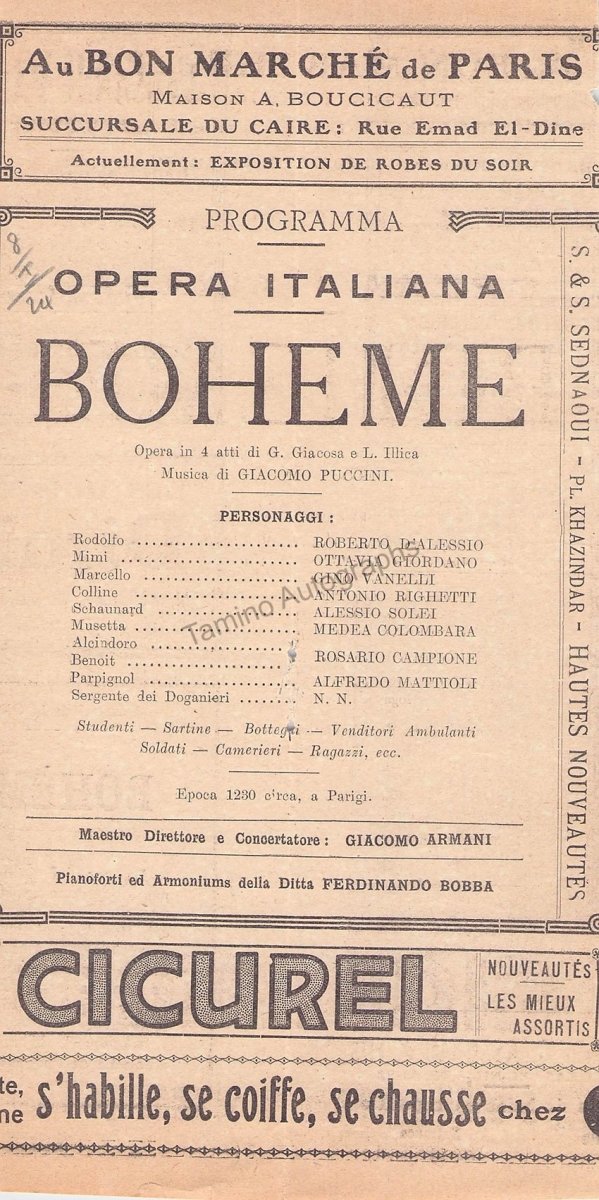 Au BON MARCHÉ de PARIS
MAISON A. BOUCICAUT
SUCCURSALE DU CAIRE: Rue Emad El-Dine
Actuellement: EXPOSITION DE ROBES DU SOIR
PROGRAMMA
OPERA ITALIANA
BOHEME
Opera in 4 atti di G. Giacosa e L. Illica
Musica di GIACOMO PUCCINI.
PERSONAGGI:
Rodolfo ........................ ROBERTO D'ALESSIO
Mimi ........................ OTTAVIA GIORDANO
Marcello ........................ GINO VANELLI
Colline ........................ ANTONIO RIGHETTI
Schaunard ........................ ALESSIO SOLEI
Musetta ........................ MEDEA COLOMBARA
Alcindoro ........................
Benoit ........................ ROSARIO CAMPIONE
Parpignol ........................ ALFREDO MATTIOLI
Sergente dei Doganieri ........ N. N.
Studenti — Sartine — Bottegai — Venditori Ambulanti
Soldati — Camerieri — Ragazzi, ecc.
Epoca 1230 circa, a Parigi.
Maestro Direttore e Concertatore: GIACOMO ARMANI
Pianoforti ed Armoniums della Ditta FERDINANDO BOBBA
S. & S. SEDNAOUI - PL. KHAZINDAR - HAUTES NOUVEAUTÉS
Tamino Autographs
CICUREL
NOUVEAUTÉS
LES MIEUX
ASSORTIS
s'habille, se coiffe, se chausse chez